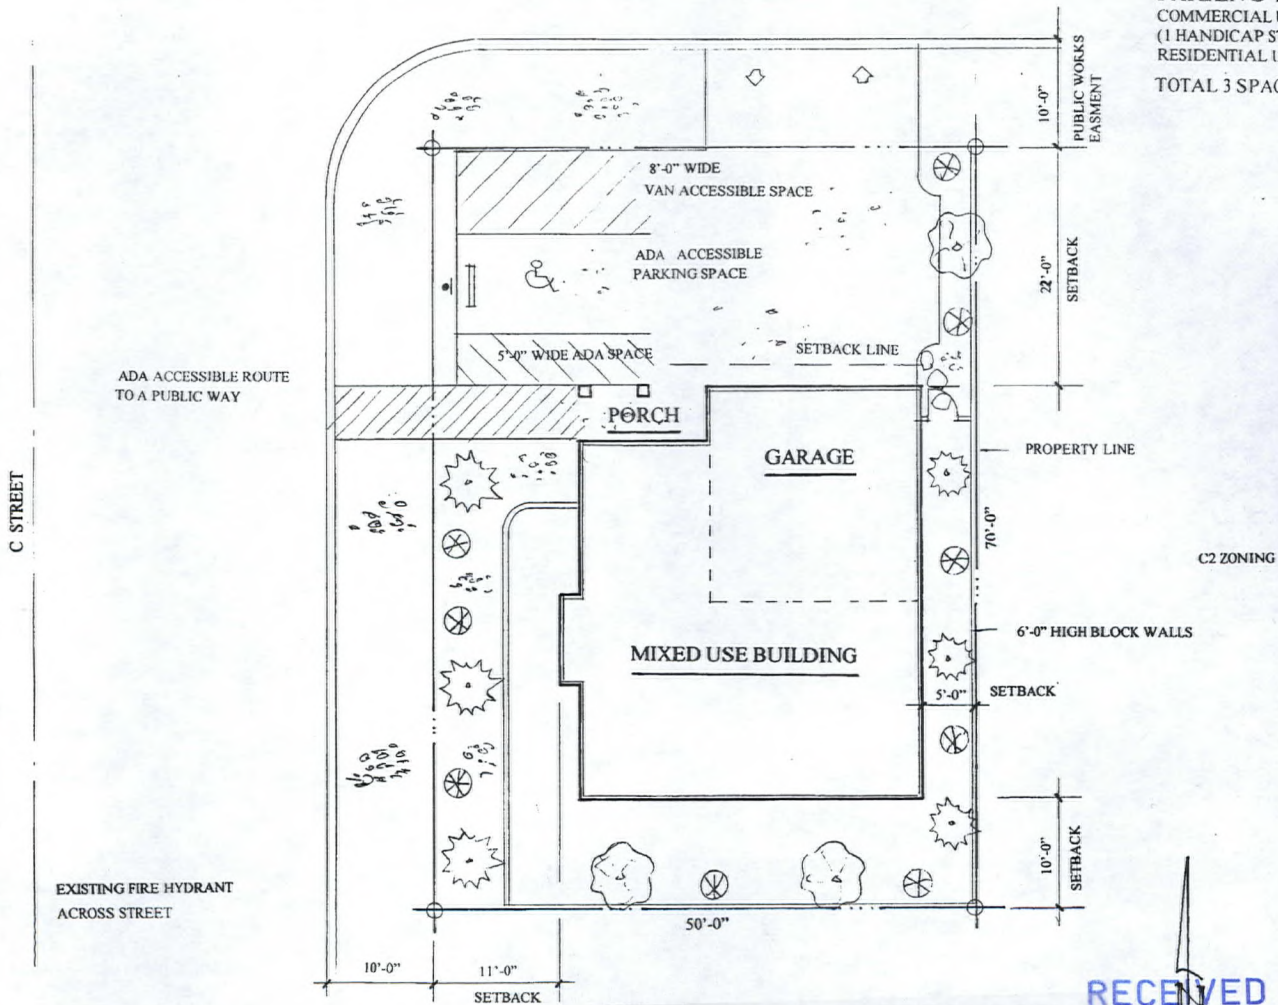 COMMERCIAL
(1 HANDICAP
RESIDENTIAL
TOTAL 3
10'-0"
PUBLIC WORKS
EASMENT
8'-0" WIDE
VAN ACCESSIBLE SPACE
ADA ACCESSIBLE
PARKING SPACE
22'-0"
SETBACK
5'-0" WIDE ADA SPACE
SETBACK LINE
ADA ACCESSIBLE ROUTE
TO A PUBLIC WAY
PORCH
GARAGE
PROPERTY LINE
C STREET
70'-0"
C2 ZONING
6'-0" HIGH BLOCK WALLS
MIXED USE BUILDING
5'-0"
SETBACK
10'-0"
SETBACK
EXISTING FIRE HYDRANT
ACROSS STREET
50'-0"
10'-0"
11'-0"
SETBACK
RECEIVED
N